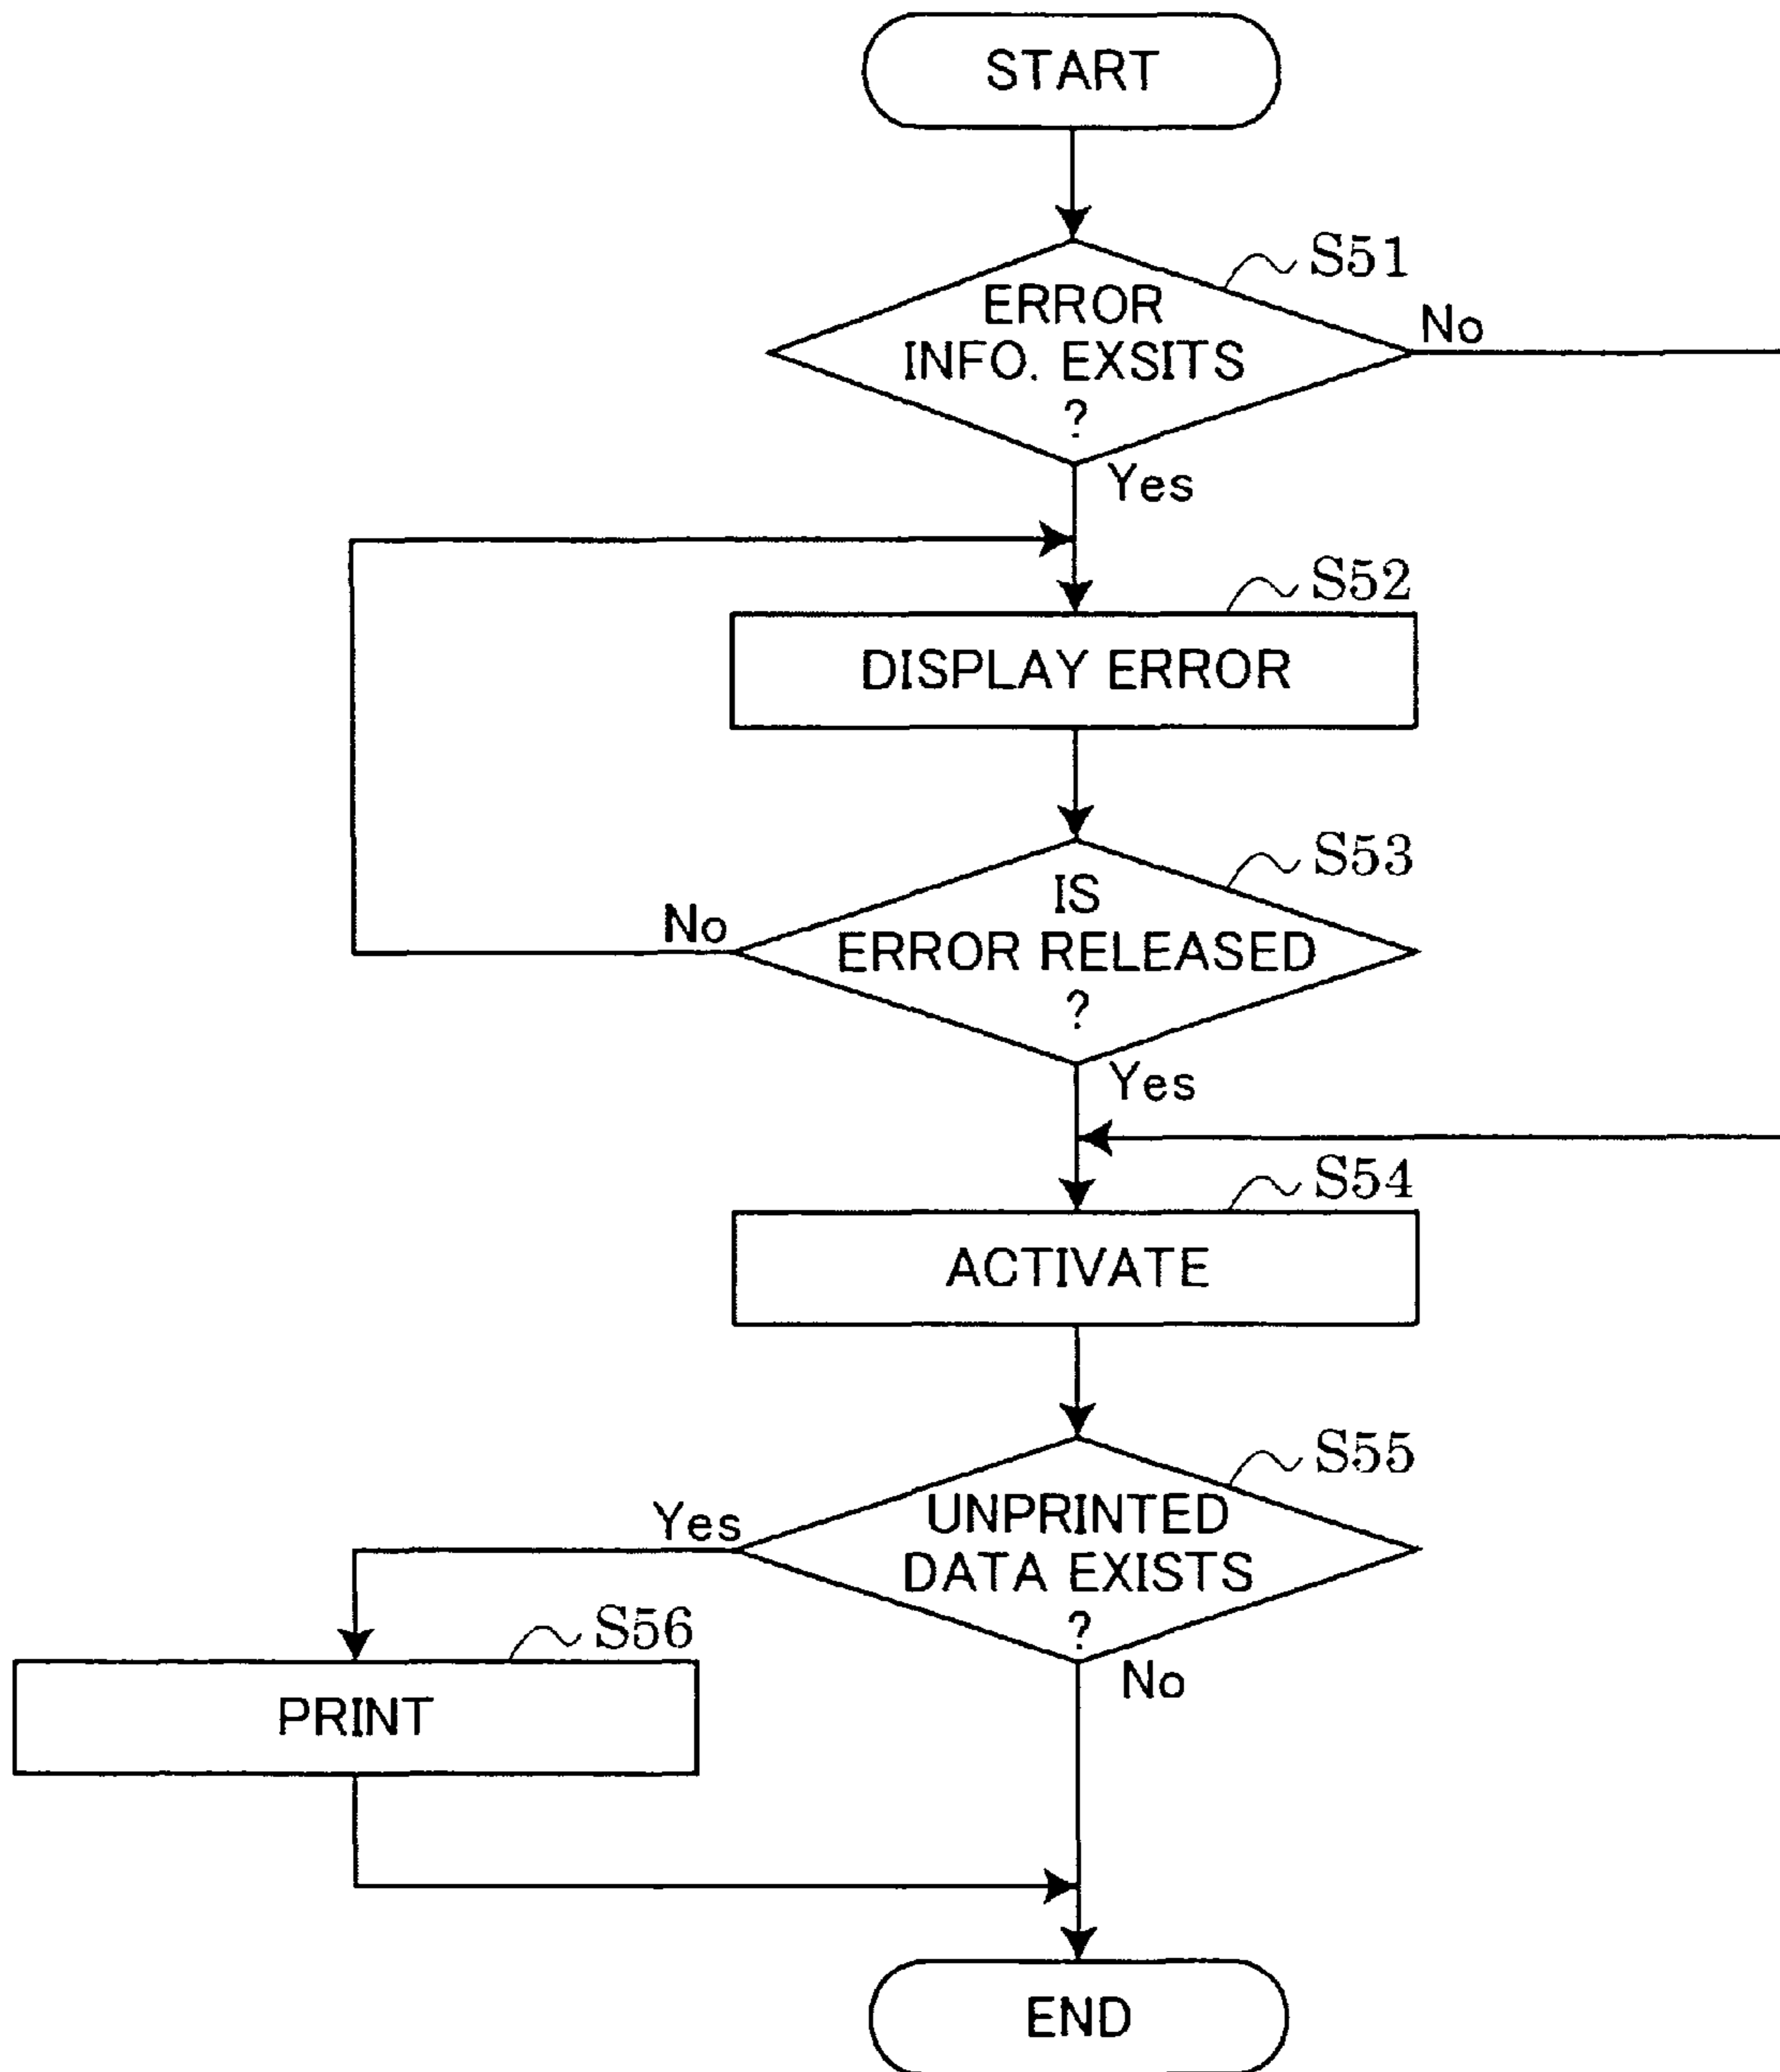 START
S51
ERROR
INFO. EXSITS
?
No
Yes
S52
DISPLAY ERROR
S53
IS
ERROR RELEASED
?
No
Yes
S54
ACTIVATE
S55
UNPRINTED
DATA EXISTS
?
Yes
No
S56
PRINT
END